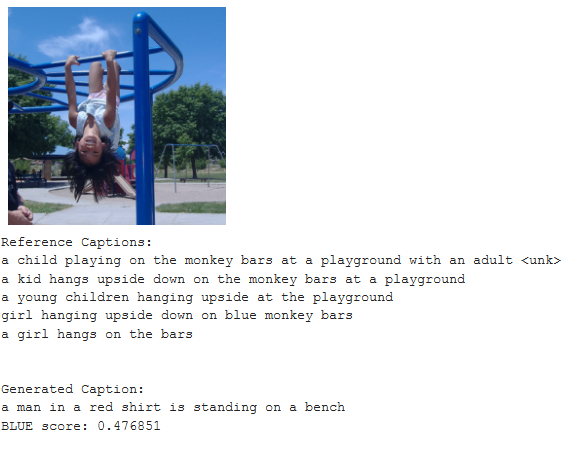 Reference Captions:
a child playing on the monkey bars at a playground with an adult <unk>
a kid hangs upside down on the monkey bars at a playground
a young children hanging upside at the playground
girl hanging upside down on blue monkey bars
a girl hangs on the bars
Generated Caption:
a man in a red shirt is standing on a bench
BLUE score: 0.476851